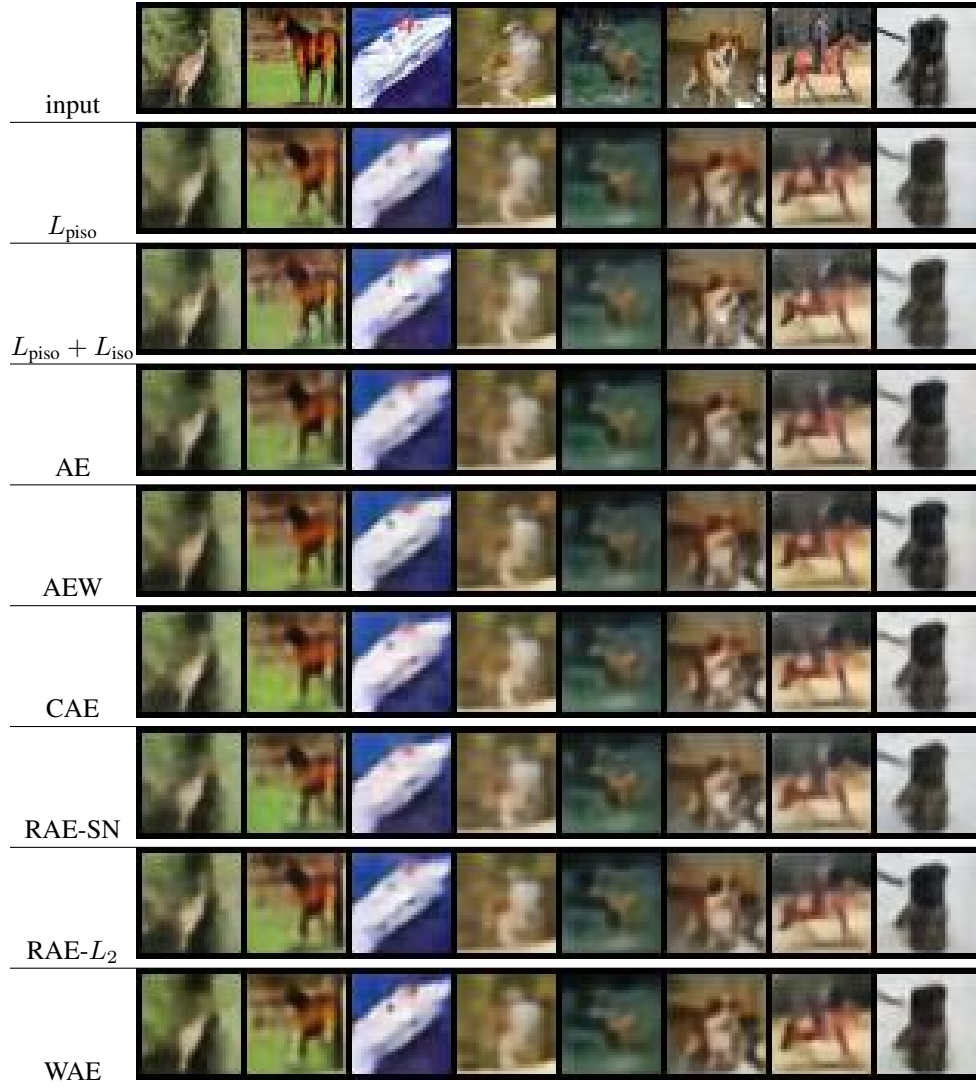 input
L_piso
L_piso + L_iso
AE
AEW
CAE
RAE-SN
RAE-L_2
WAE